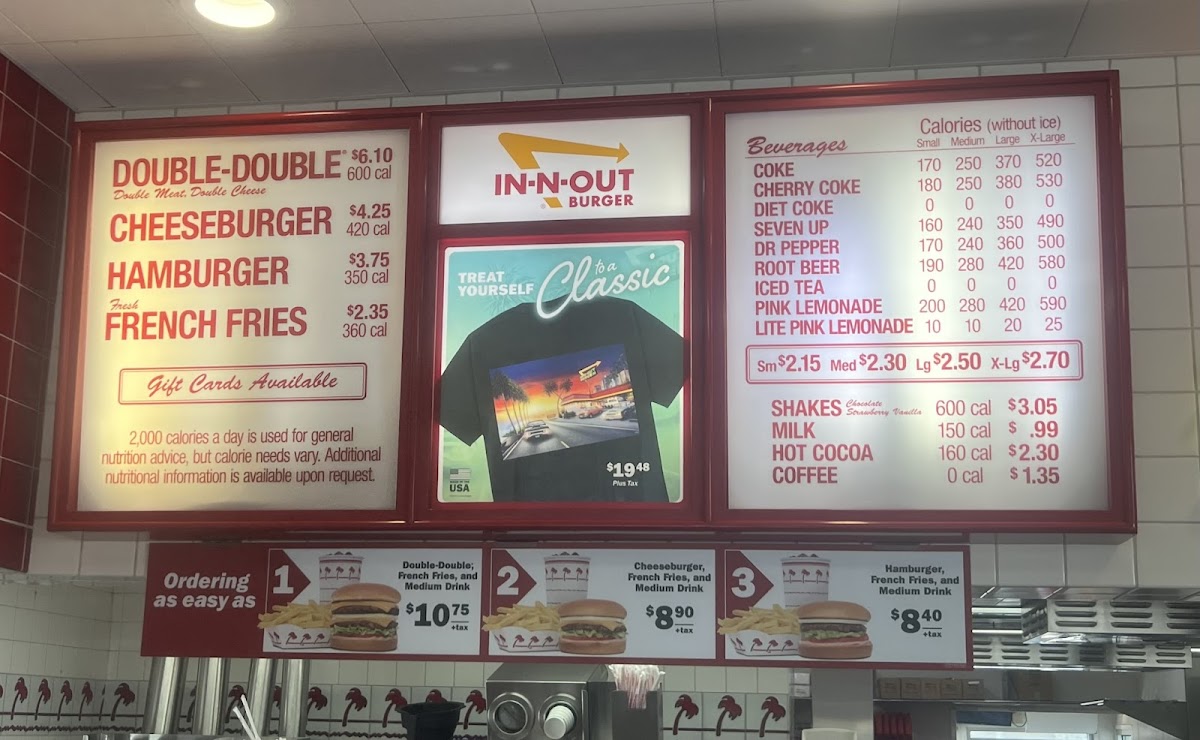 DOUBLE-DOUBLE® $6.10
Double Meat, Double Cheese 600 cal
CHEESEBURGER $4.25
420 cal
HAMBURGER $3.75
350 cal
Fresh
FRENCH FRIES $2.35
360 cal
Gift Cards Available
2,000 calories a day is used for general
nutrition advice, but calorie needs vary. Additional
nutritional information is available upon request.
IN-N-OUT
® BURGER
TREAT
YOURSELF
to a
Classic
$19 48
Plus Tax
MADE IN THE
USA
Calories (without ice)
Beverages Small Medium Large X-Large
COKE 170 250 370 520
CHERRY COKE 180 250 380 530
DIET COKE 0 0 0 0
SEVEN UP 160 240 350 490
DR PEPPER 170 240 360 500
ROOT BEER 190 280 420 580
ICED TEA 0 0 0 0
PINK LEMONADE 200 280 420 590
LITE PINK LEMONADE 10 10 20 25
Sm $2.15 Med $2.30 Lg $2.50 X-Lg $2.70
SHAKES Chocolate Strawberry Vanilla 600 cal $3.05
MILK 150 cal $ .99
HOT COCOA 160 cal $2.30
COFFEE 0 cal $1.35
Ordering
as easy as
1
Double-Double,
French Fries, and
Medium Drink
$10 75
+tax
2
Cheeseburger,
French Fries, and
Medium Drink
$8 90
+tax
3
Hamburger,
French Fries, and
Medium Drink
$8 40
+tax